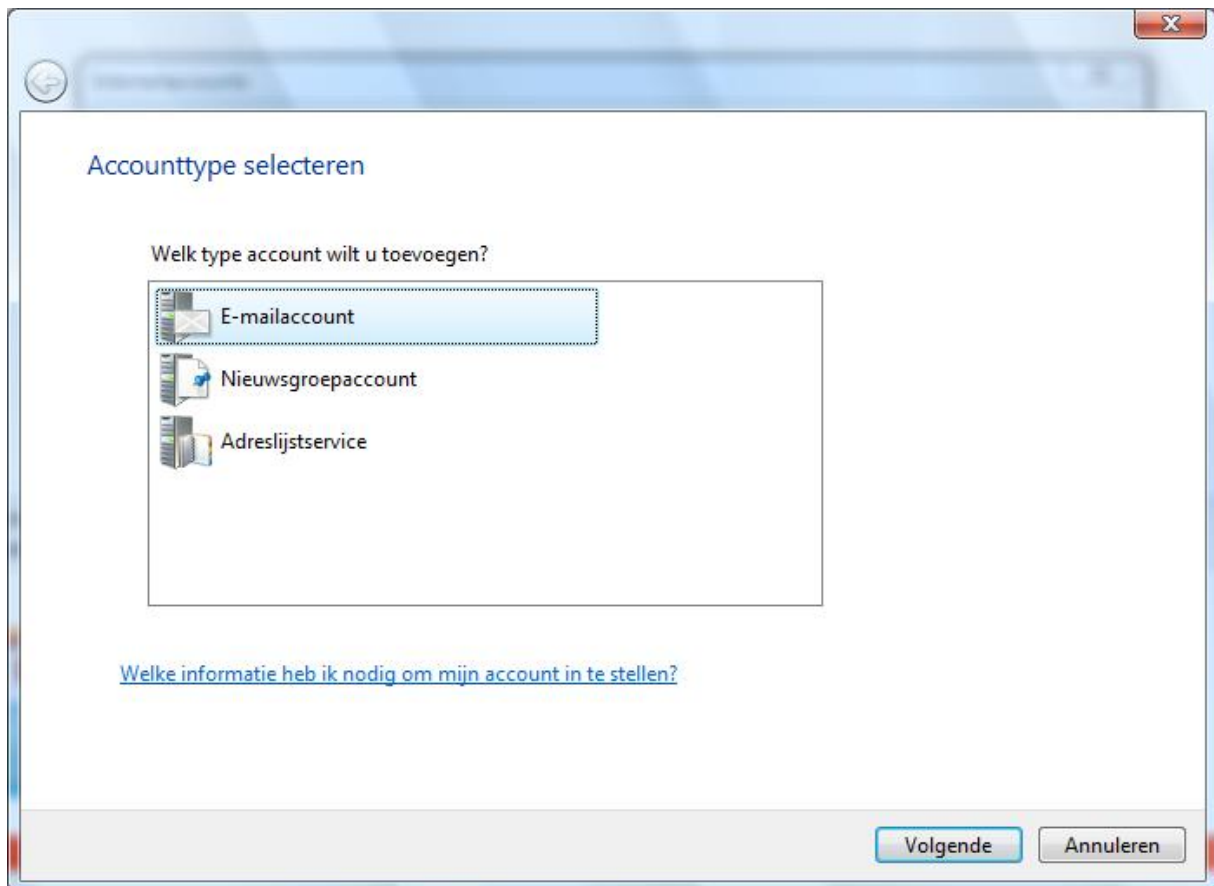 Accounttype selecteren
Welk type account wilt u toevoegen?
E-mailaccount
Nieuwsgroepaccount
Adreslijstservice
Welke informatie heb ik nodig om mijn account in te stellen?
Volgende
Annuleren